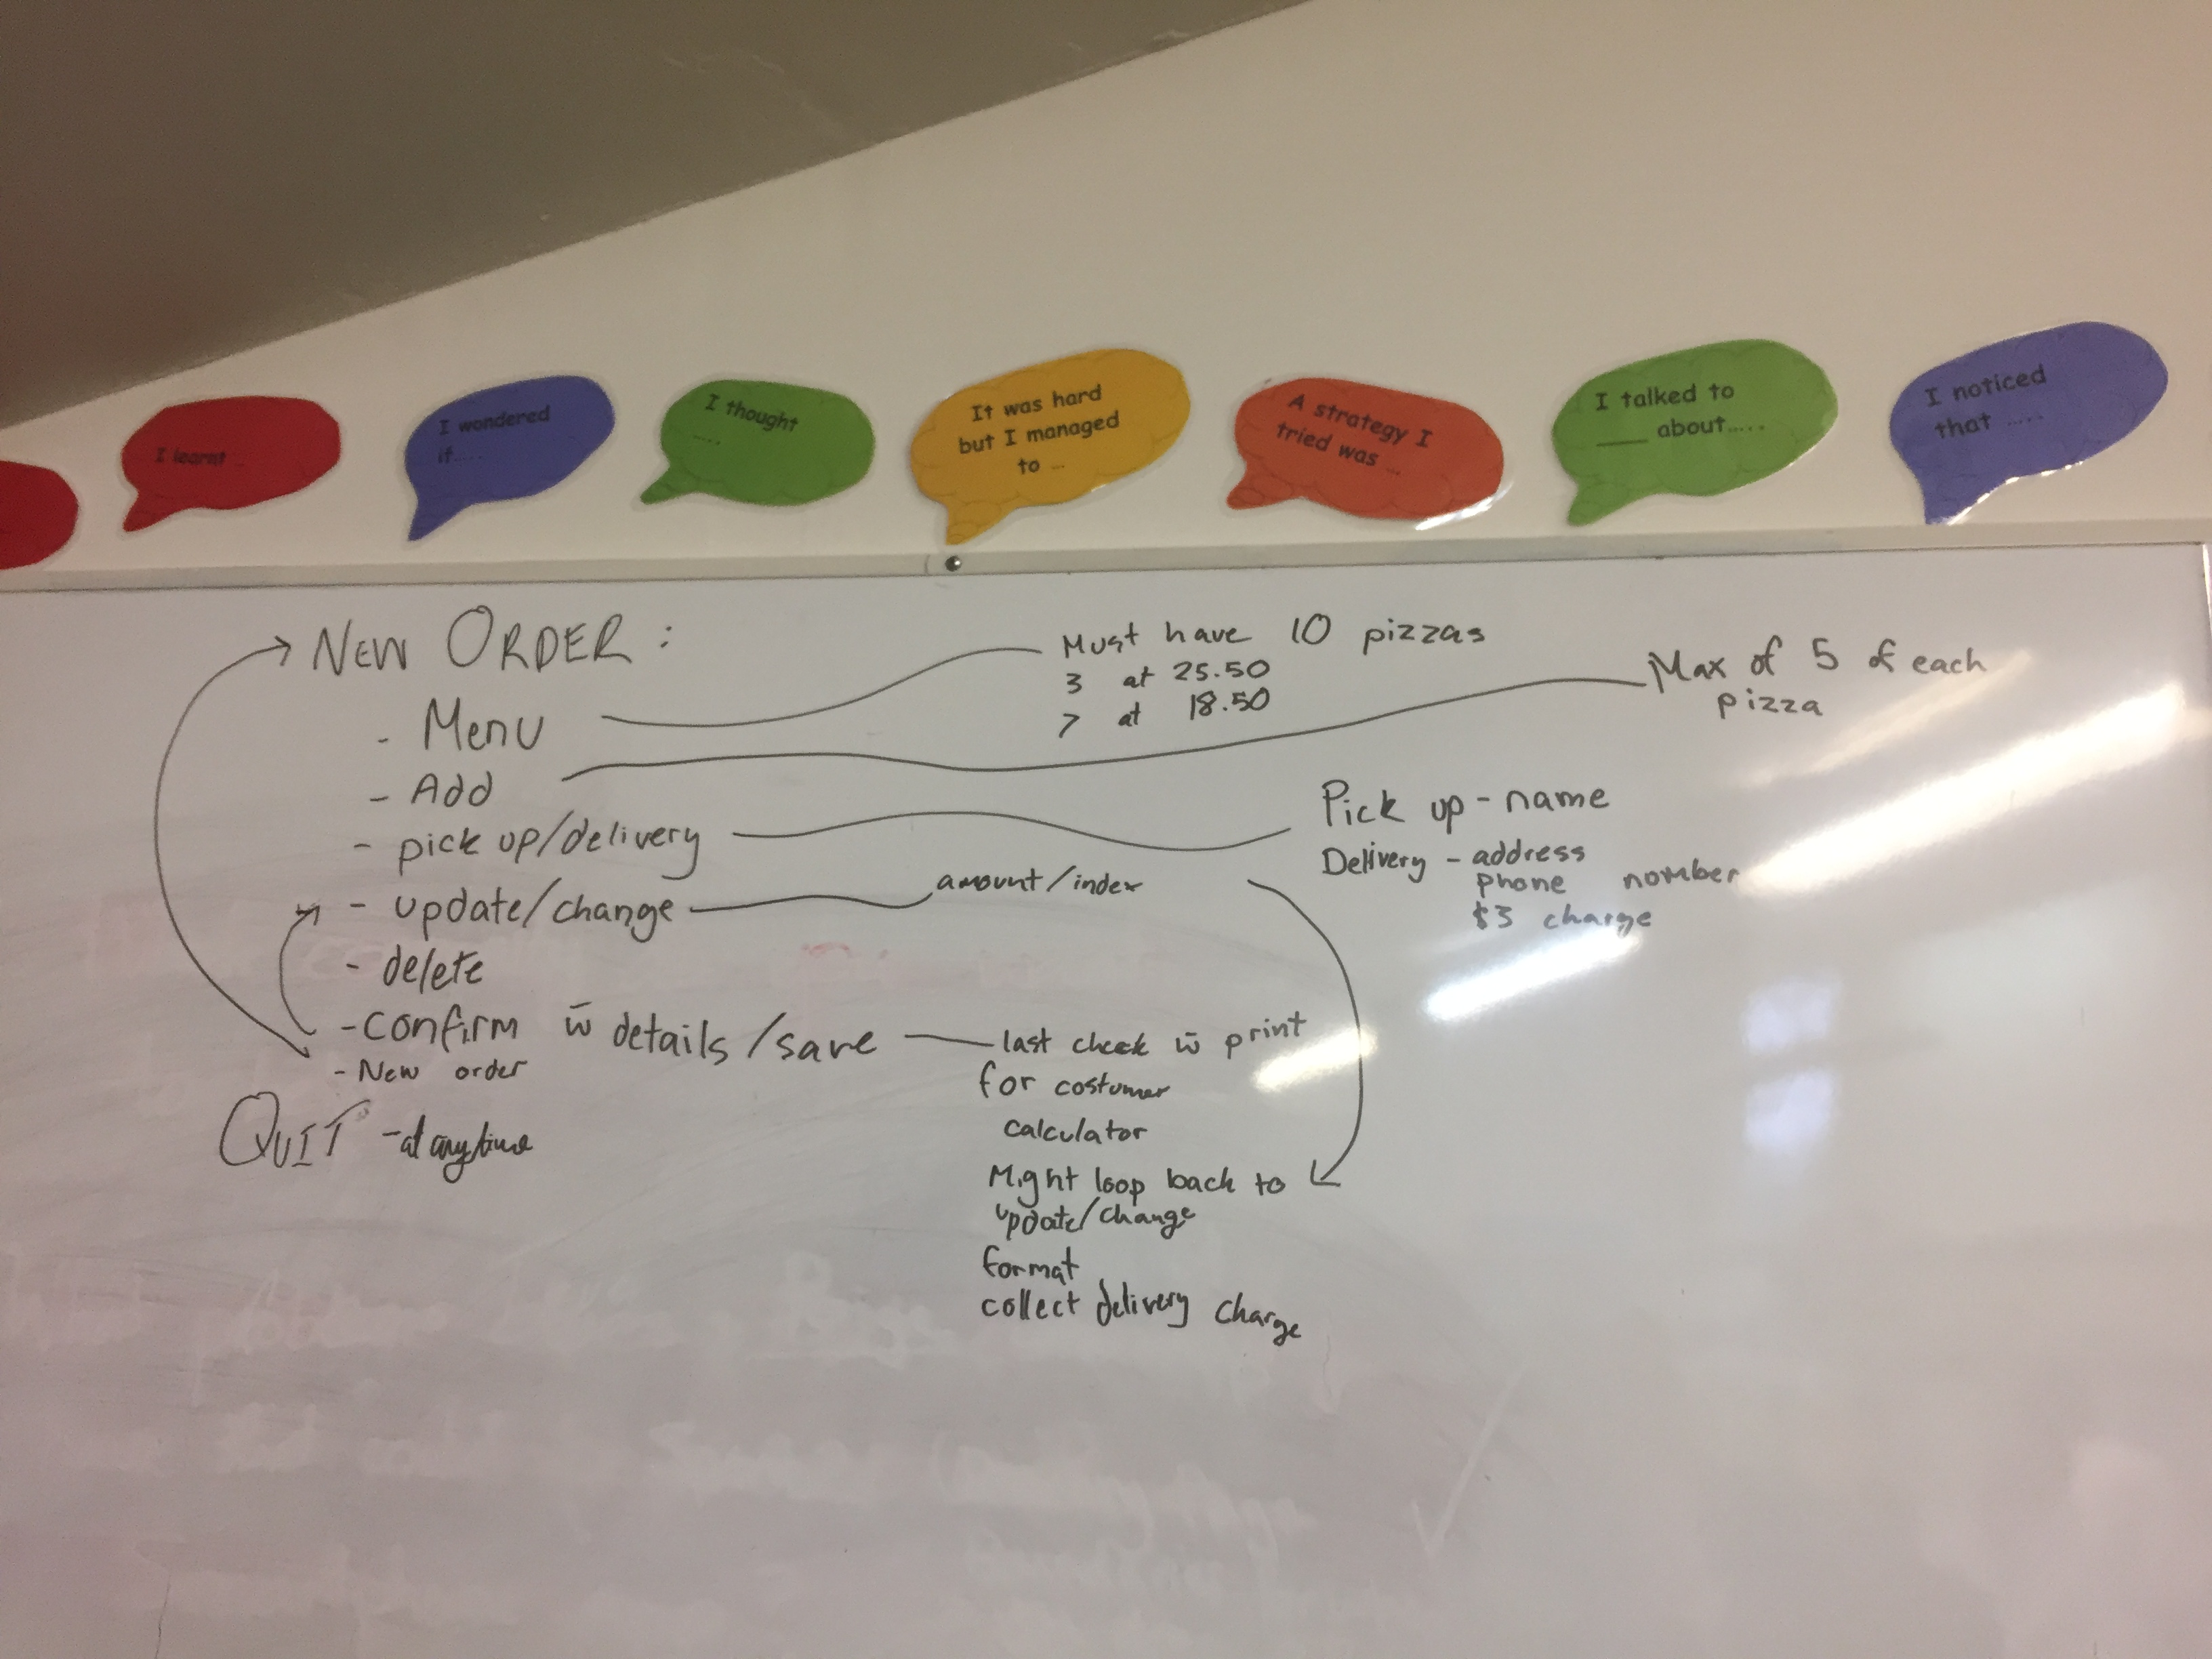 I learnt ...
I wondered
if.....
I thought
....
It was hard
but I managed
to ...
A strategy I
tried was ...
I talked to
____ about.....
I noticed
that .....
NEW ORDER :
- Menu
- Add
- pick up/delivery
- update/change
- delete
- confirm w̄ details/save
- New order
QUIT - at anytime
Must have 10 pizzas
3 at 25.50
7 at 18.50
Max of 5 of each
pizza
Pick up - name
Delivery - address
phone nomber
$3 charge
amount/index
last check w̄ print
for costumer
calculator
Might loop back to
update/change
format
collect delivery charge